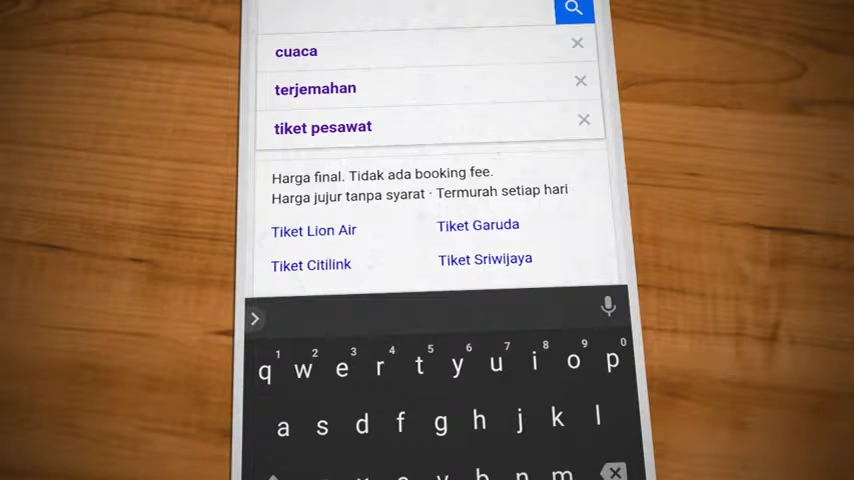 cuaca
terjemahan
tiket pesawat
Harga final. Tidak ada booking fee.
Harga jujur tanpa syarat · Termurah setiap hari
Tiket Lion Air Tiket Garuda
Tiket Citilink Tiket Sriwijaya
1 2 3 4 5 6 7 8 9 0
q w e r t y u i o p
a s d f g h j k l
v b n m